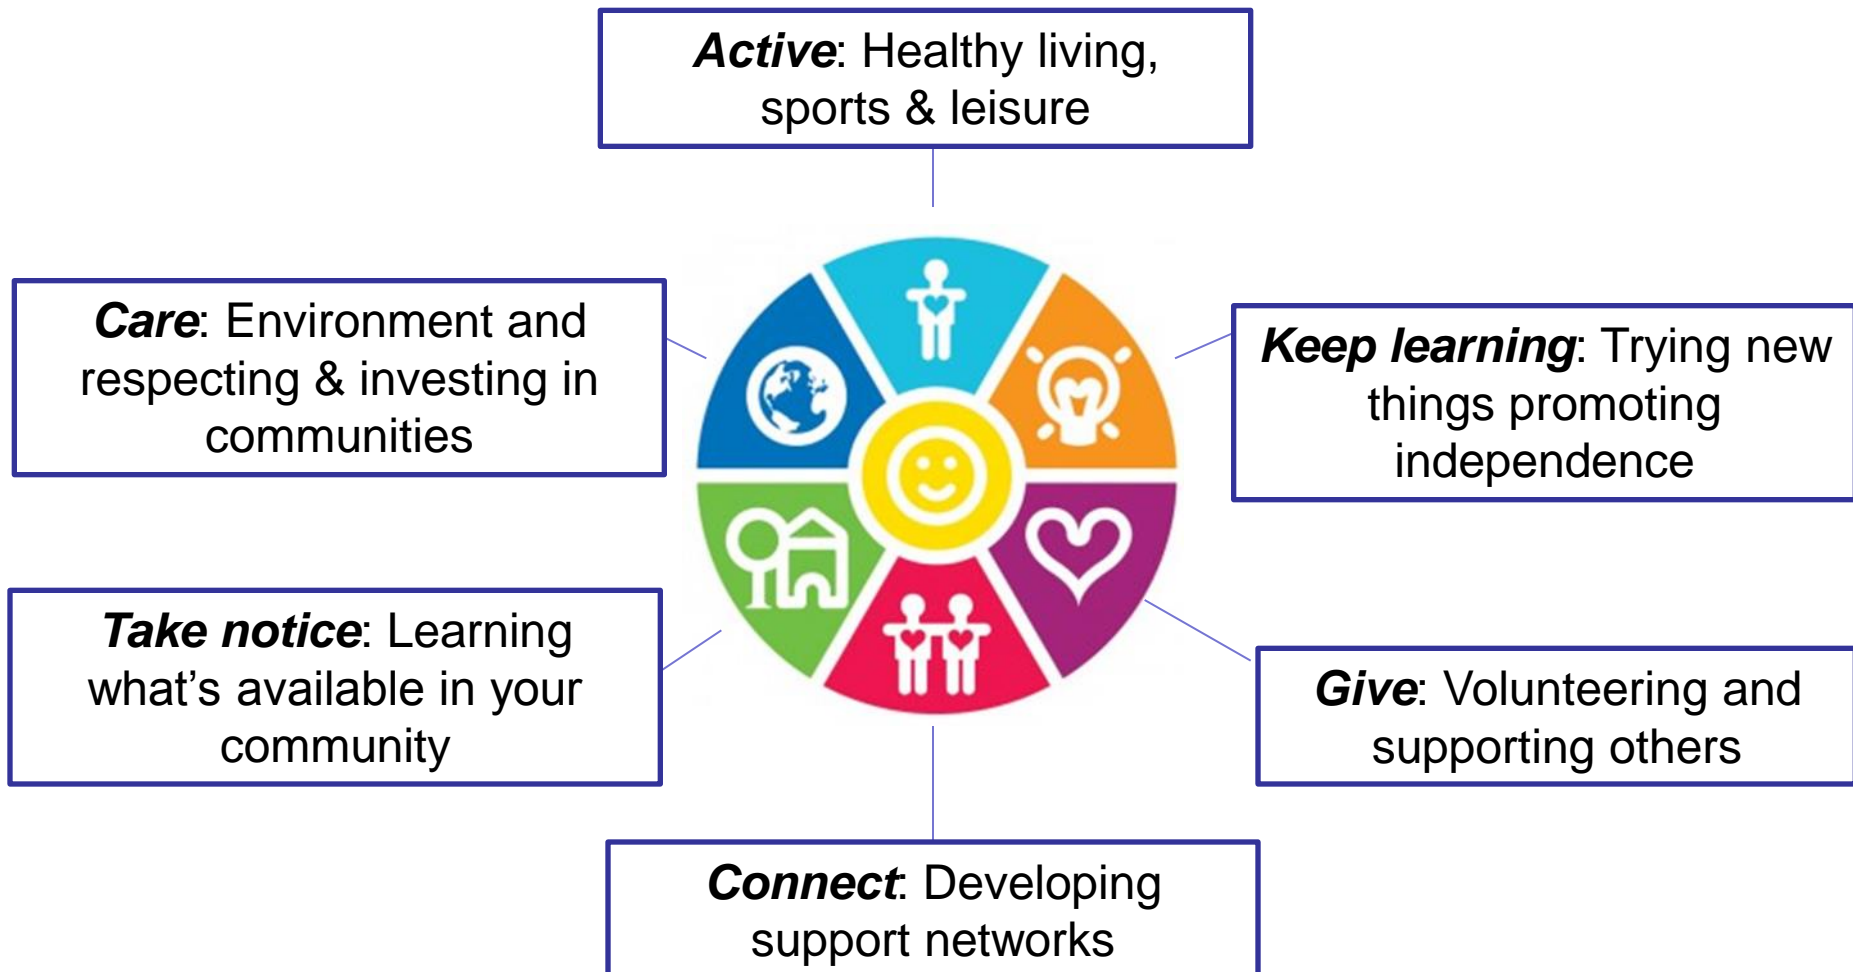 Active: Healthy living,
sports & leisure
Care: Environment and
respecting & investing in
communities
Keep learning: Trying new
things promoting
independence
Take notice: Learning
what’s available in your
community
Give: Volunteering and
supporting others
Connect: Developing
support networks